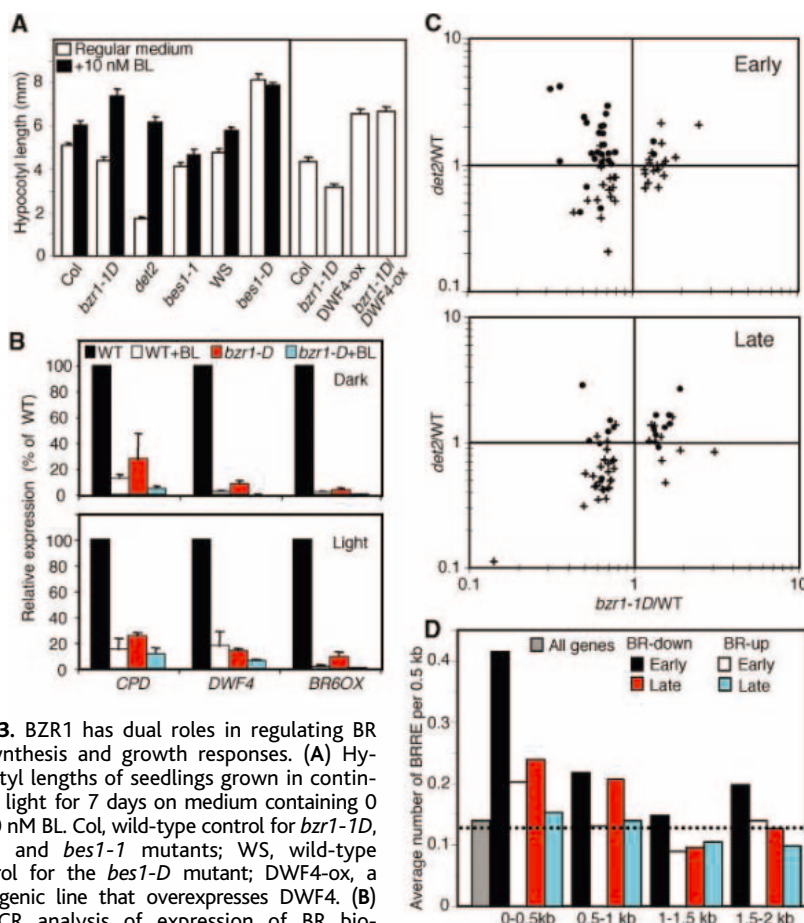 A
Regular medium
+10 nM BL
Hypocotyl length (mm)
8
6
4
2
0
Col
bzr1-1D
det2
bes1-1
WS
bes1-D
Col
bzr1-1D
DWF4-ox
bzr1-1D/
DWF4-ox
B
WT WT+BL bzr1-D bzr1-D+BL
Dark
Relative expression (% of WT)
100
80
60
40
20
0
Light
100
80
60
40
20
0
CPD DWF4 BR6OX
C
10
Early
det2/WT
1
0.1
10
Late
det2/WT
1
0.1
0.1 1 10
bzr1-1D/WT
D
All genes BR-down BR-up
Early Early
Late Late
Average number of BRRE per 0.5 kb
0.4
0.3
0.2
0.1
0
0-0.5kb 0.5-1 kb 1-1.5 kb 1.5-2 kb
3. BZR1 has dual roles in regulating BR
ynthesis and growth responses. (A) Hy-
tyl lengths of seedlings grown in contin-
light for 7 days on medium containing 0
0 nM BL. Col, wild-type control for bzr1-1D,
and bes1-1 mutants; WS, wild-type
rol for the bes1-D mutant; DWF4-ox, a
genic line that overexpresses DWF4. (B)
CR analysis of expression of BR bio-